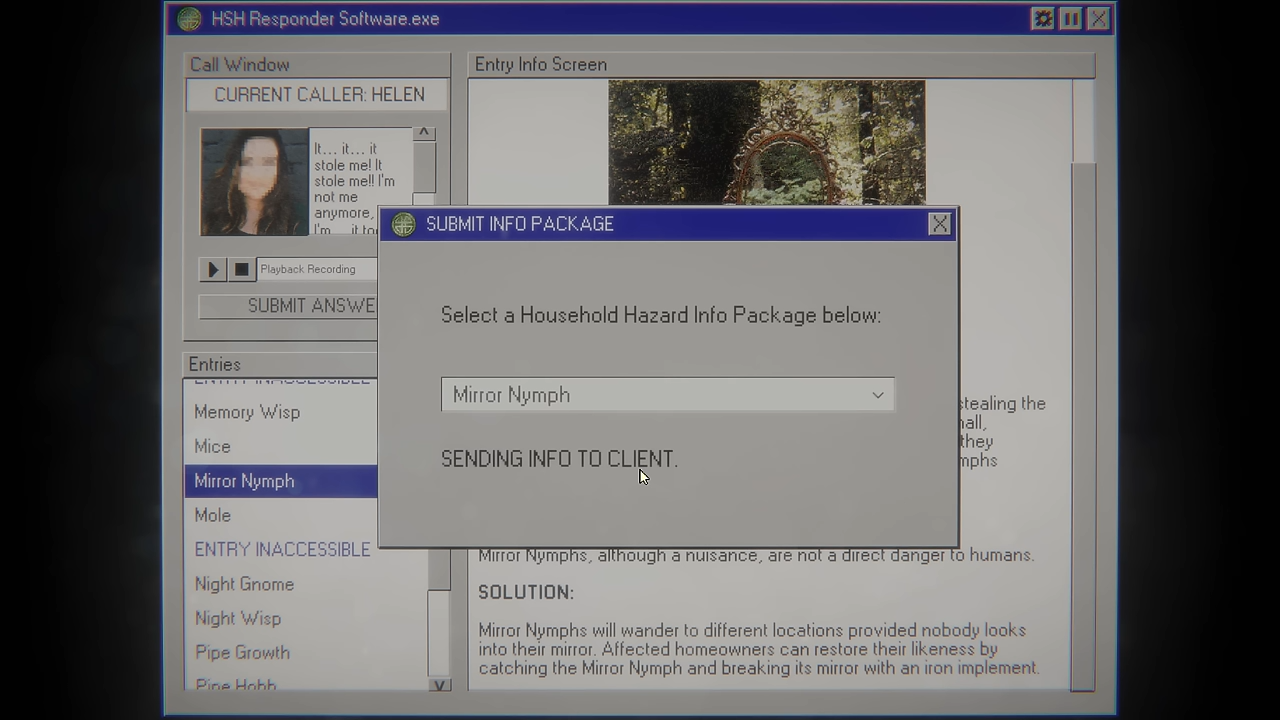 HSH Responder Software.exe
Call Window
CURRENT CALLER: HELEN
It... it... it
stole me! It
stole me!! I'm
not me
anymore,
I'm...
Playback Recording
SUBMIT ANSWE
Entries
ENTRY INACCESSIBLE
Memory Wisp
Mice
Mirror Nymph
Mole
ENTRY INACCESSIBLE
Night Gnome
Night Wisp
Pipe Growth
Pipe Hobb
Entry Info Screen
SUBMIT INFO PACKAGE
Select a Household Hazard Info Package below:
Mirror Nymph
SENDING INFO TO CLIENT.
stealing the
they
Mirror Nymphs, although a nuisance, are not a direct danger to humans.
SOLUTION:
Mirror Nymphs will wander to different locations provided nobody looks
into their mirror. Affected homeowners can restore their likeness by
catching the Mirror Nymph and breaking its mirror with an iron implement.